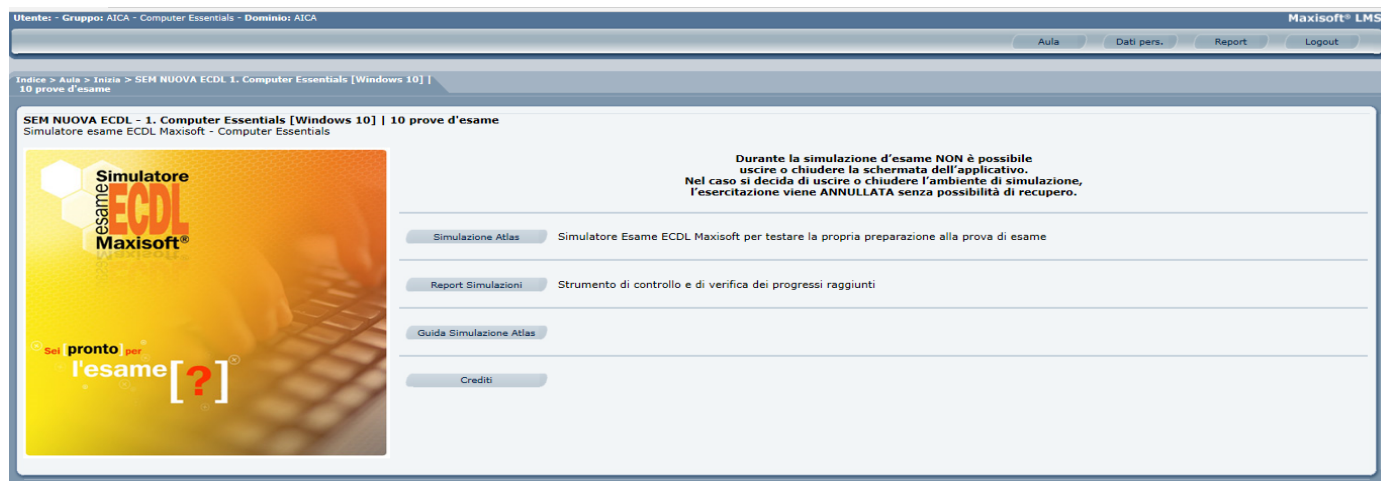 Utente: - Gruppo: AICA - Computer Essentials - Dominio: AICA
Maxisoft® LMS
Aula
Dati pers.
Report
Logout
Indice > Aula > Inizia > SEM NUOVA ECDL 1. Computer Essentials [Windows 10] |
10 prove d'esame
SEM NUOVA ECDL - 1. Computer Essentials [Windows 10] | 10 prove d'esame
Simulatore esame ECDL Maxisoft - Computer Essentials
Simulatore
esame
ECDL
Maxisoft®
Sei [pronto] per
l'esame[?]
Durante la simulazione d'esame NON è possibile
uscire o chiudere la schermata dell'applicativo.
Nel caso si decida di uscire o chiudere l'ambiente di simulazione,
l'esercitazione viene ANNULLATA senza possibilità di recupero.
Simulazione Atlas
Simulatore Esame ECDL Maxisoft per testare la propria preparazione alla prova di esame
Report Simulazioni
Strumento di controllo e di verifica dei progressi raggiunti
Guida Simulazione Atlas
Crediti